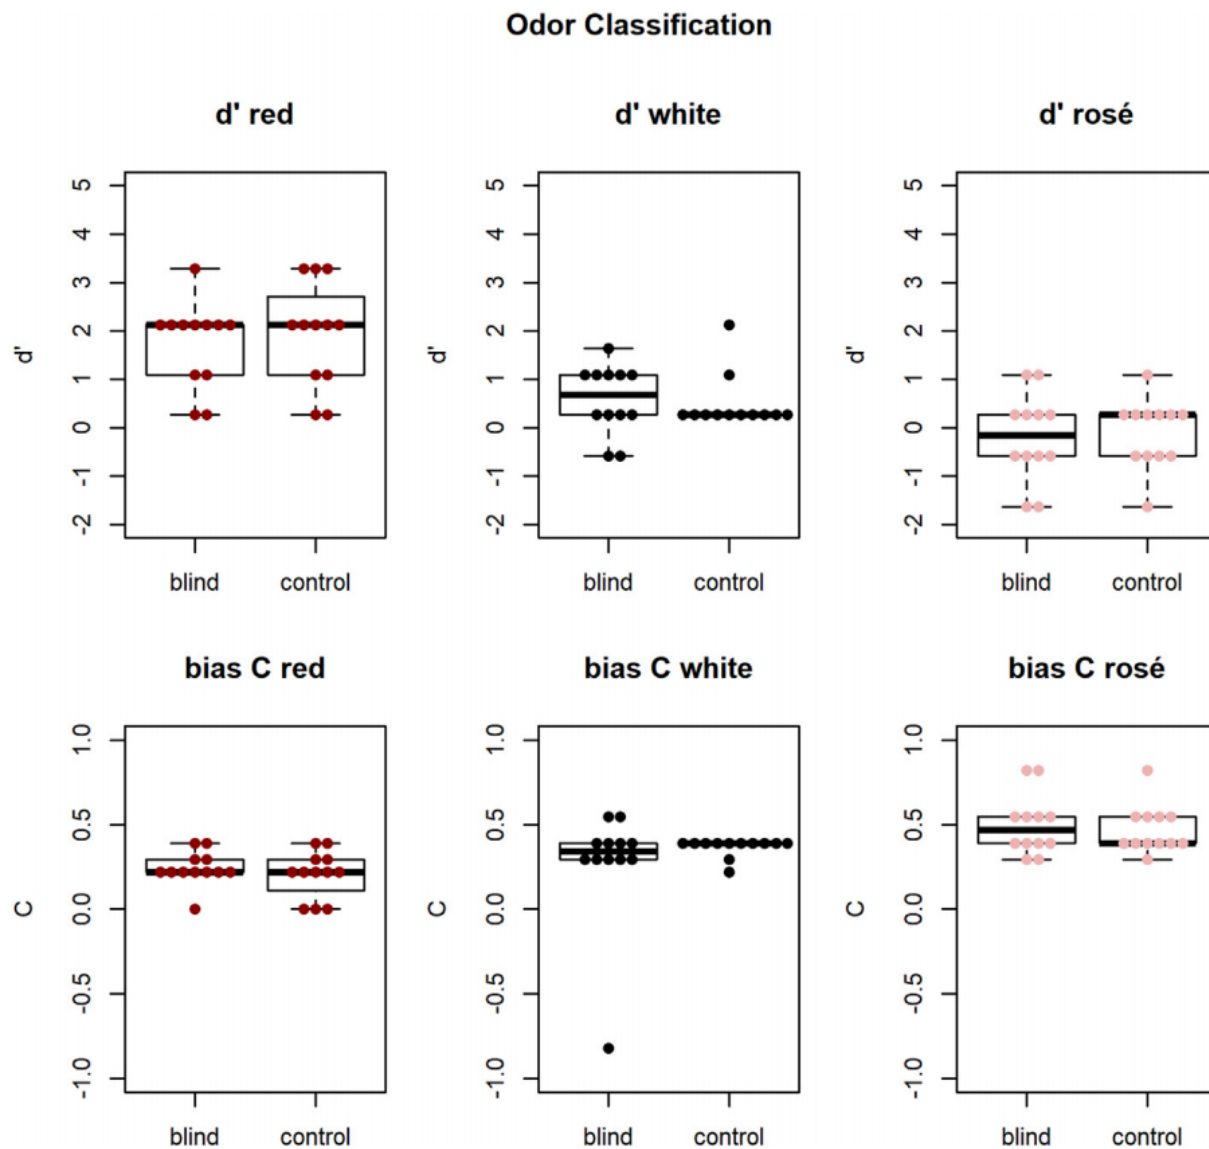 Odor Classification
d' red
d' white
d' rosé
d'
5
4
3
2
1
0
-1
-2
blind
control
d'
5
4
3
2
1
0
-1
-2
blind
control
d'
5
4
3
2
1
0
-1
-2
blind
control
bias C red
bias C white
bias C rosé
C
1.0
0.5
0.0
-0.5
-1.0
blind
control
C
1.0
0.5
0.0
-0.5
-1.0
blind
control
C
1.0
0.5
0.0
-0.5
-1.0
blind
control